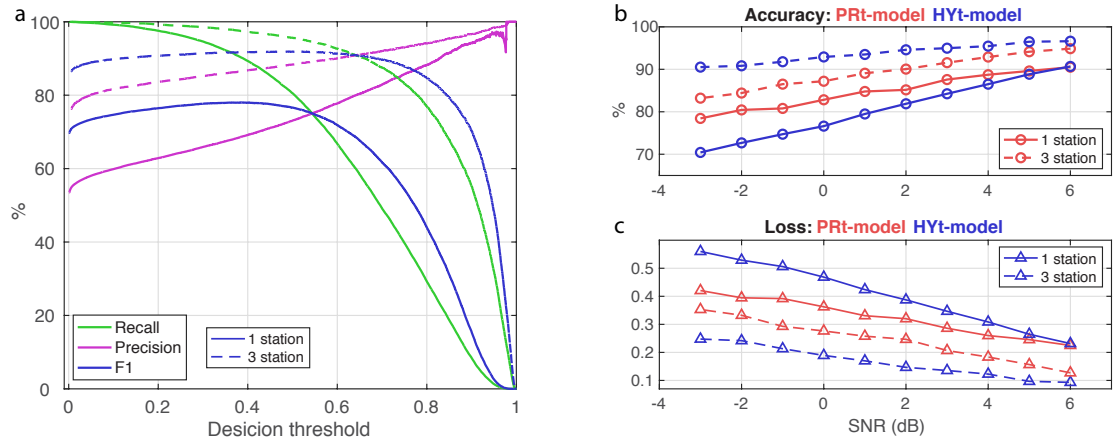 a
%
100
80
60
40
20
0
Recall
Precision
F1
1 station
3 station
0 0.2 0.4 0.6 0.8 1
Desicion threshold
b
Accuracy: PRt-model HYt-model
%
100
90
80
70
1 station
3 station
-4 -2 0 2 4 6
c
Loss: PRt-model HYt-model
0.5
0.4
0.3
0.2
0.1
1 station
3 station
-4 -2 0 2 4 6
SNR (dB)